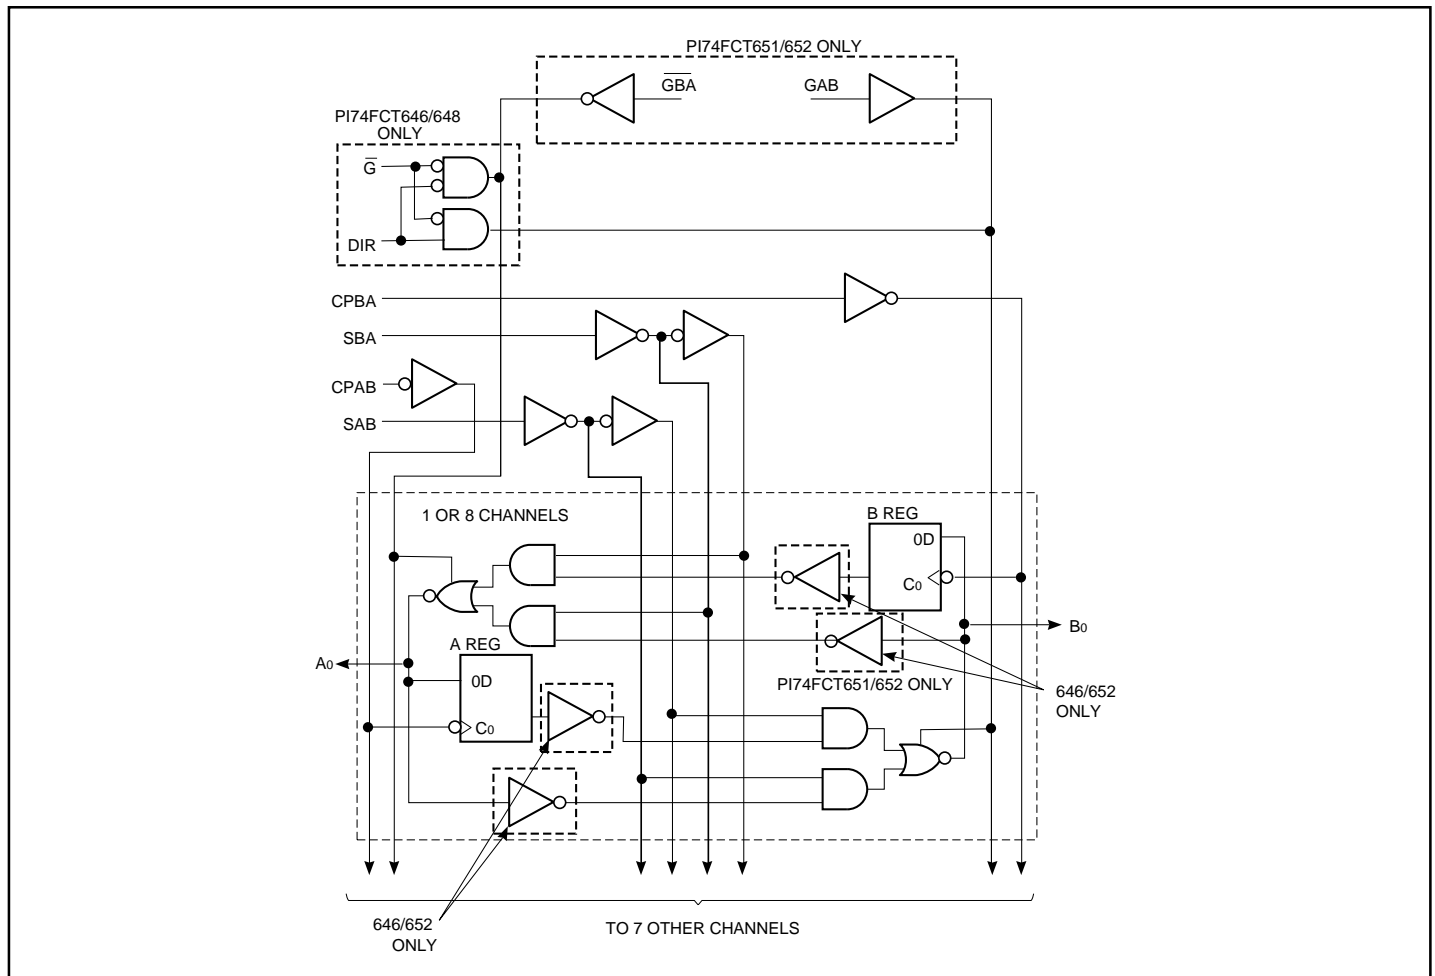 PI74FCT651/652 ONLY
G̅B̅A̅
GAB
PI74FCT646/648
ONLY
G̅
DIR
CPBA
SBA
CPAB
SAB
1 OR 8 CHANNELS
B REG
0D
C0
B0
A REG
A0
0D
C0
PI74FCT651/652 ONLY
646/652
ONLY
646/652
ONLY
TO 7 OTHER CHANNELS